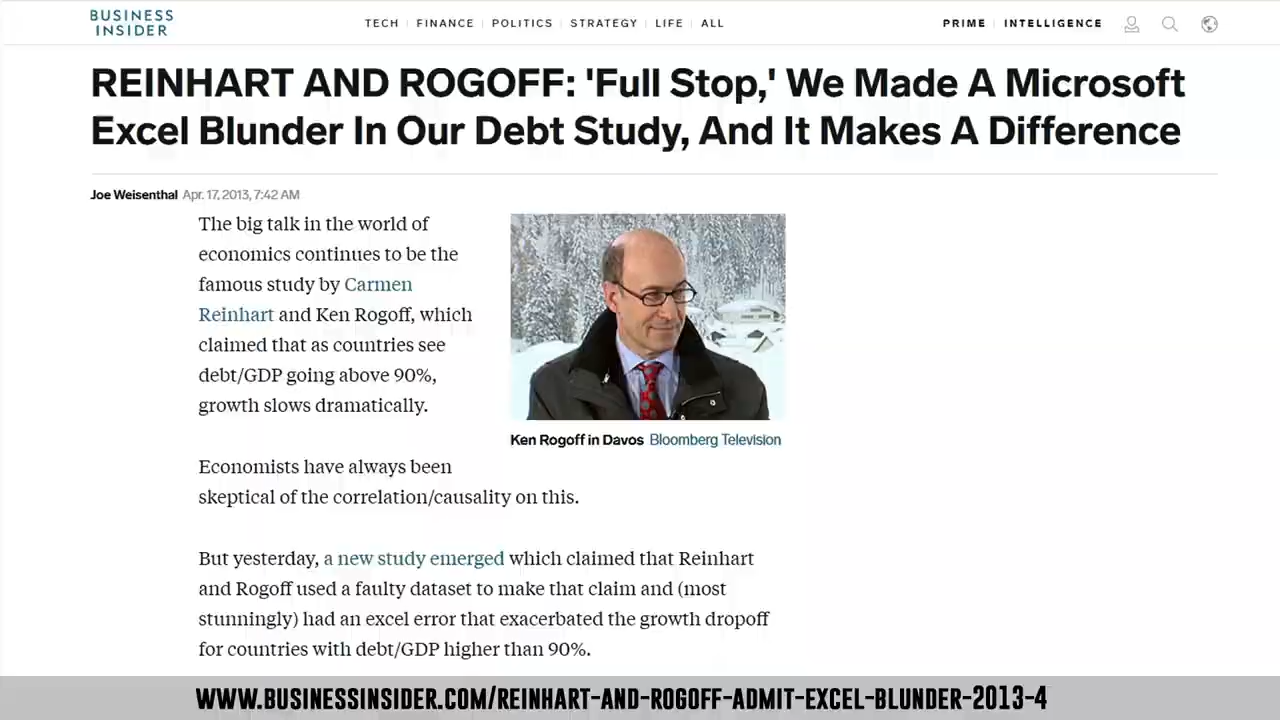 BUSINESS
INSIDER
TECH | FINANCE | POLITICS | STRATEGY | LIFE | ALL
PRIME | INTELLIGENCE
REINHART AND ROGOFF: 'Full Stop,' We Made A Microsoft
Excel Blunder In Our Debt Study, And It Makes A Difference
Joe Weisenthal Apr. 17, 2013, 7:42 AM
The big talk in the world of
economics continues to be the
famous study by Carmen
Reinhart and Ken Rogoff, which
claimed that as countries see
debt/GDP going above 90%,
growth slows dramatically.
Ken Rogoff in Davos Bloomberg Television
Economists have always been
skeptical of the correlation/causality on this.
But yesterday, a new study emerged which claimed that Reinhart
and Rogoff used a faulty dataset to make that claim and (most
stunningly) had an excel error that exacerbated the growth dropoff
for countries with debt/GDP higher than 90%.
WWW.BUSINESSINSIDER.COM/REINHART-AND-ROGOFF-ADMIT-EXCEL-BLUNDER-2013-4